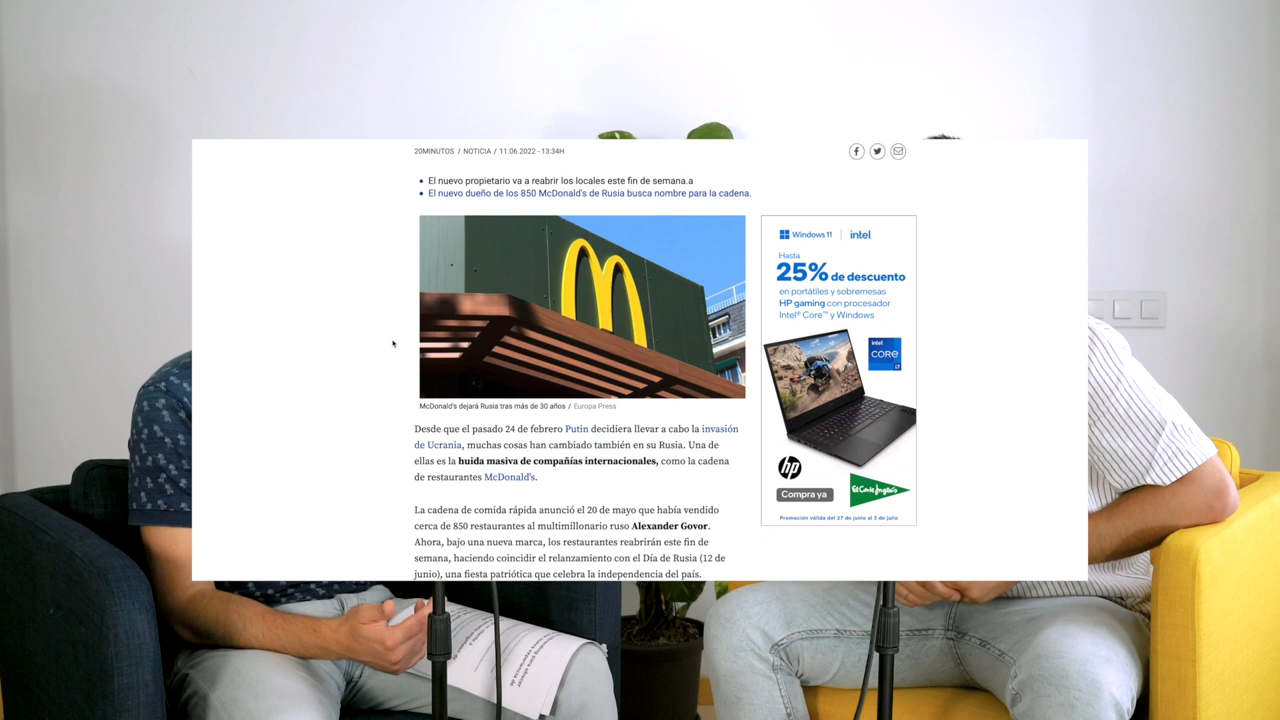 20MINUTOS / NOTICIA / 11.06.2022 - 13:34H
El nuevo propietario va a reabrir los locales este fin de semana.a
El nuevo dueño de los 850 McDonald's de Rusia busca nombre para la cadena.
McDonald's dejará Rusia tras más de 30 años / Europa Press
Desde que el pasado 24 de febrero Putin decidiera llevar a cabo la invasión
de Ucrania, muchas cosas han cambiado también en su Rusia. Una de
ellas es la huida masiva de compañías internacionales, como la cadena
de restaurantes McDonald's.
La cadena de comida rápida anunció el 20 de mayo que había vendido
cerca de 850 restaurantes al multimillonario ruso Alexander Govor.
Ahora, bajo una nueva marca, los restaurantes reabrirán este fin de
semana, haciendo coincidir el relanzamiento con el Día de Rusia (12 de
junio), una fiesta patriótica que celebra la independencia del país.
Windows 11 | intel
Hasta
25% de descuento
en portátiles y sobremesas
HP gaming con procesador
Intel® Core™ y Windows
intel
CORE
i7
hp
Compra ya
El Corte Inglés
Promoción válida del 27 de junio al 3 de julio